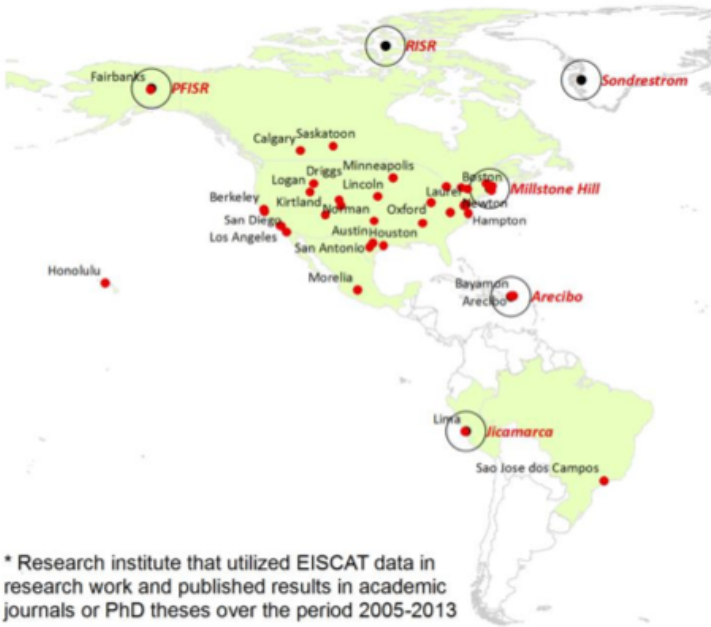 RISR
Fairbanks
PFISR
Sondrestrom
Saskatoon
Calgary
Minneapolis
Driggs
Logan
Lincoln
Boston
Millstone Hill
Laurel
Berkeley
Kirtland
Norman
Oxford
Newton
San Diego
Hampton
Los Angeles
Austin
Houston
San Antonio
Honolulu
Morelia
Bayamon
Arecibo
Arecibo
Lima
Jicamarca
Sao Jose dos Campos
* Research institute that utilized EISCAT data in
research work and published results in academic
journals or PhD theses over the period 2005-2013